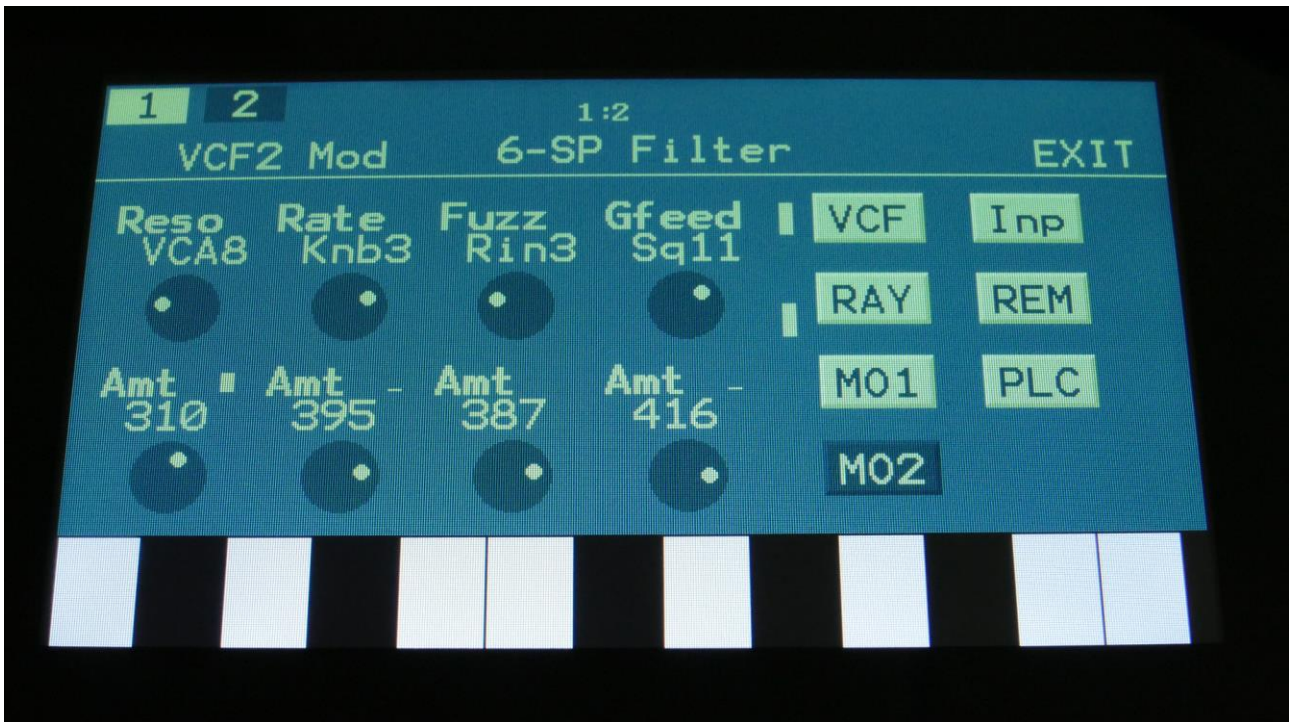 1 2 1:2
VCF2 Mod 6-SP Filter EXIT
Reso Rate Fuzz Gfeed VCF Inp
VCA8 Knb3 Rin3 Sq11
RAY REM
Amt Amt - Amt Amt - MO1 PLC
310 395 387 416
MO2